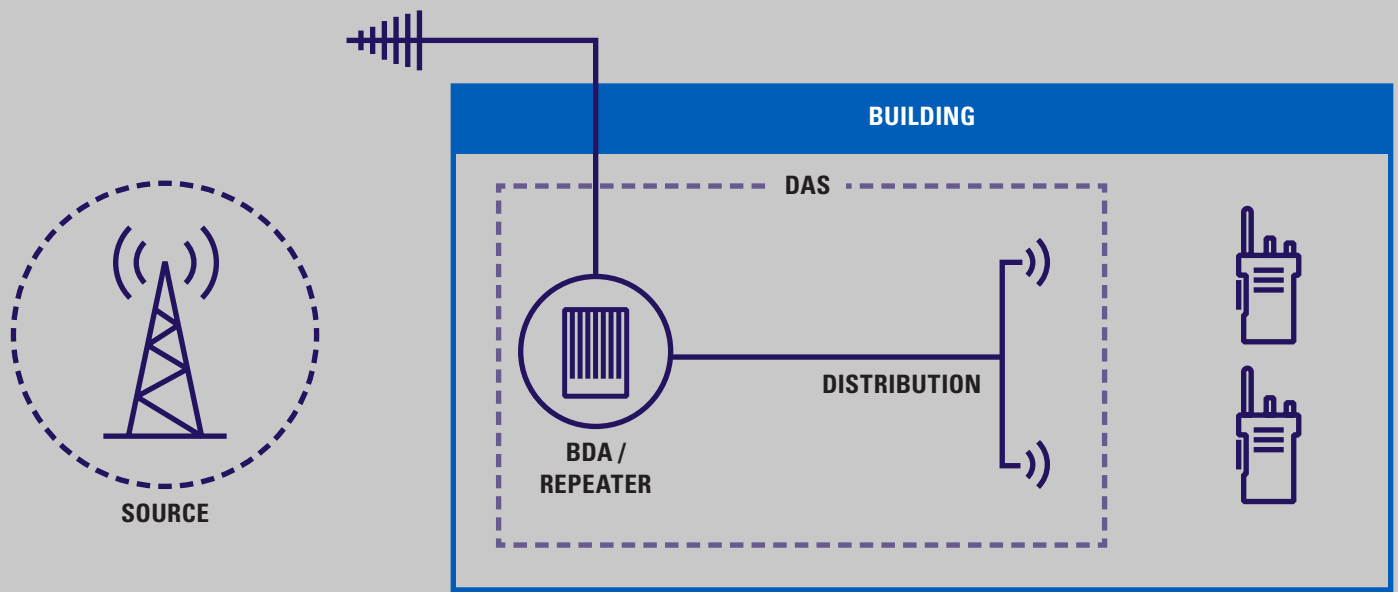 BUILDING
DAS
DISTRIBUTION
BDA /
REPEATER
SOURCE